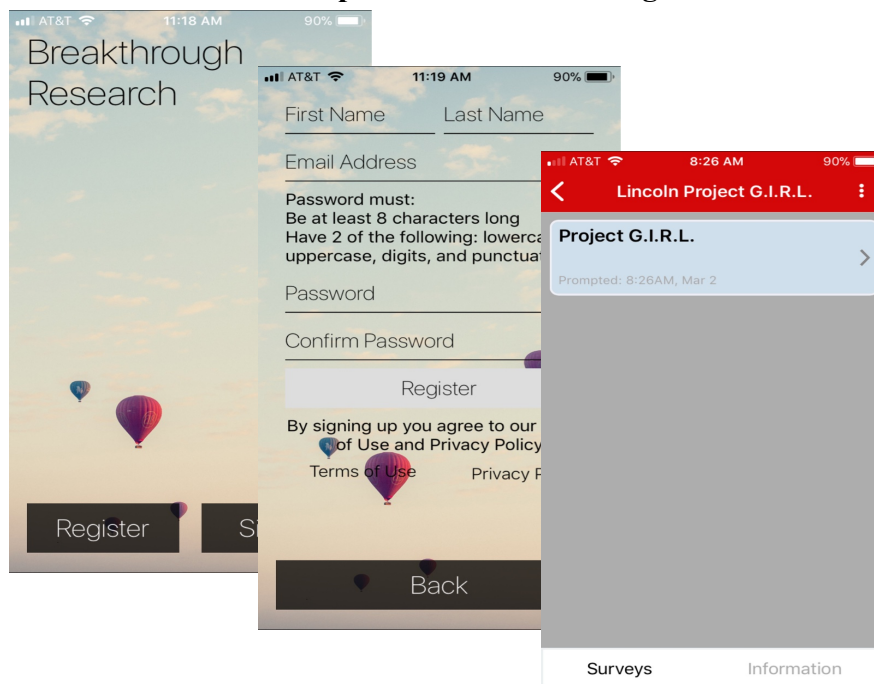 AT&T 11:18 AM 90%
Breakthrough
Research
Register
AT&T 11:19 AM 90%
First Name Last Name
Email Address
Password must:
Be at least 8 characters long
Have 2 of the following:
uppercase, digits, and
Password
Confirm Password
Register
By signing up you agree to our
of Use and Privacy Policy
Terms of Use Privacy
Back
AT&T 8:26 AM 90%
Lincoln Project G.I.R.L.
Project G.I.R.L.
Prompted: 8:26AM, Mar 2
Surveys Information